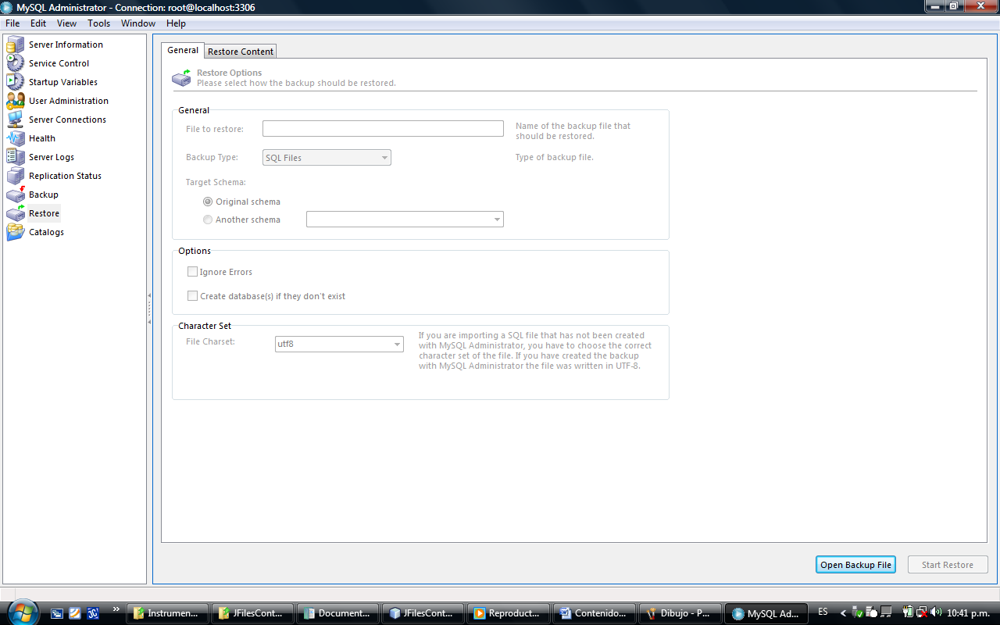 MySQL Administrator - Connection: root@localhost:3306
File Edit View Tools Window Help
Server Information
Service Control
Startup Variables
User Administration
Server Connections
Health
Server Logs
Replication Status
Backup
Restore
Catalogs
General Restore Content
Restore Options
Please select how the backup should be restored.
General
File to restore:
Name of the backup file that
should be restored.
Backup Type: SQL Files Type of backup file.
Target Schema:
Original schema
Another schema
Options
Ignore Errors
Create database(s) if they don't exist
Character Set
File Charset: utf8
If you are importing a SQL file that has not been created
with MySQL Administrator, you have to choose the correct
character set of the file. If you have created the backup
with MySQL Administrator the file was written in UTF-8.
Open Backup File Start Restore
Instrumen... JFilesCont... Document... JFilesCont... Reproduct... Contenido... Dibujo - P... MySQL Ad... ES 10:41 p.m.